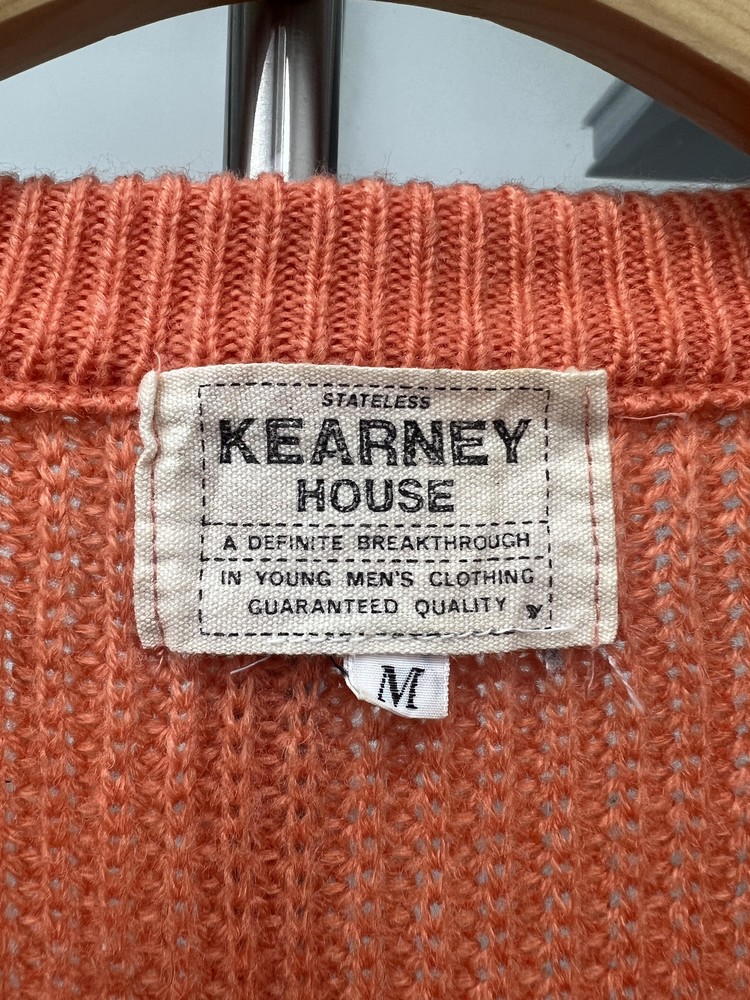 STATELESS
KEARNEY
HOUSE
A DEFINITE BREAKTHROUGH
IN YOUNG MEN'S CLOTHING
GUARANTEED QUALITY
M